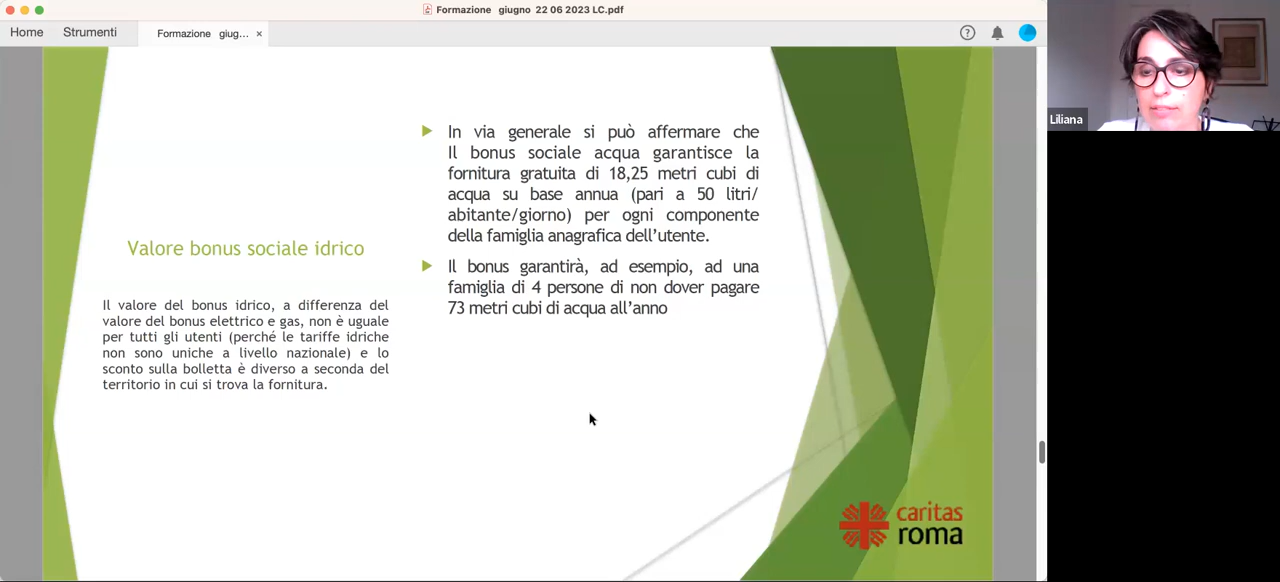 Formazione giugno 22 06 2023 LC.pdf
Home Strumenti Formazione giug... ×
Liliana
Valore bonus sociale idrico
Il valore del bonus idrico, a differenza del
valore del bonus elettrico e gas, non è uguale
per tutti gli utenti (perché le tariffe idriche
non sono uniche a livello nazionale) e lo
sconto sulla bolletta è diverso a seconda del
territorio in cui si trova la fornitura.
In via generale si può affermare che
Il bonus sociale acqua garantisce la
fornitura gratuita di 18,25 metri cubi di
acqua su base annua (pari a 50 litri/
abitante/giorno) per ogni componente
della famiglia anagrafica dell’utente.
Il bonus garantirà, ad esempio, ad una
famiglia di 4 persone di non dover pagare
73 metri cubi di acqua all’anno
caritas
roma